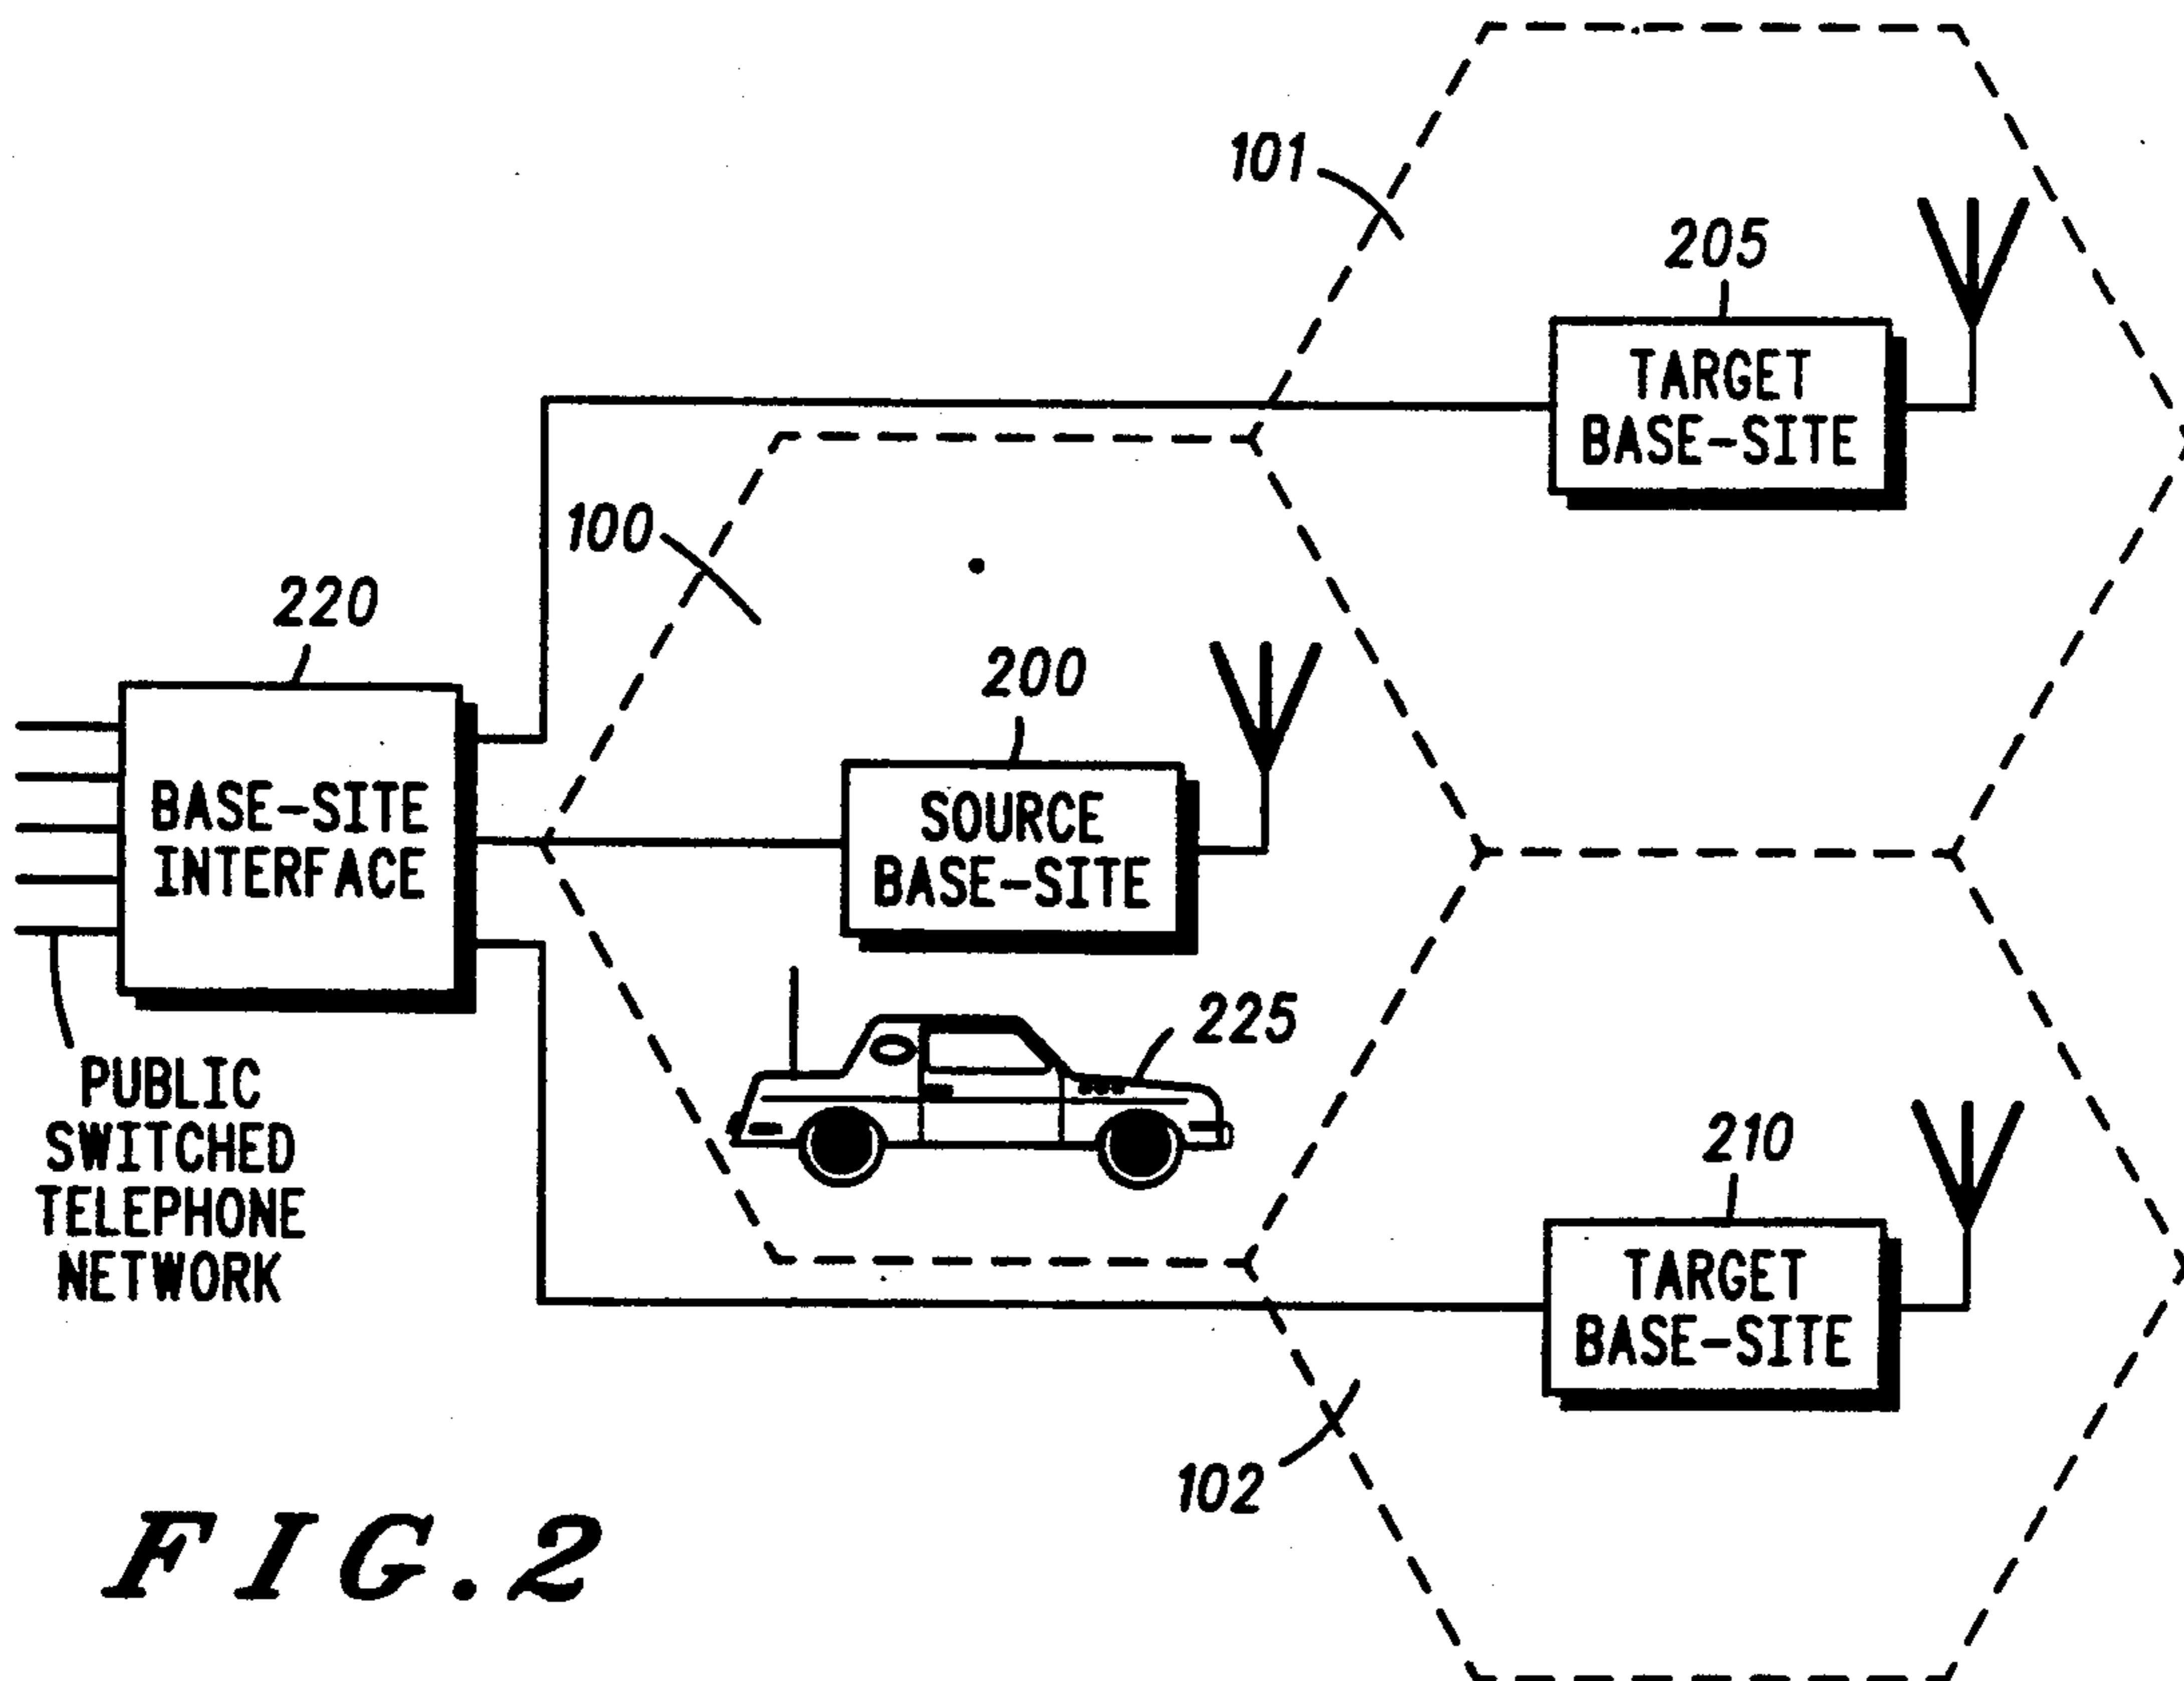 101
205
TARGET
BASE-SITE
100
220
200
BASE-SITE
INTERFACE
SOURCE
BASE-SITE
225
PUBLIC
SWITCHED
TELEPHONE
NETWORK
210
TARGET
BASE-SITE
102
FIG.2